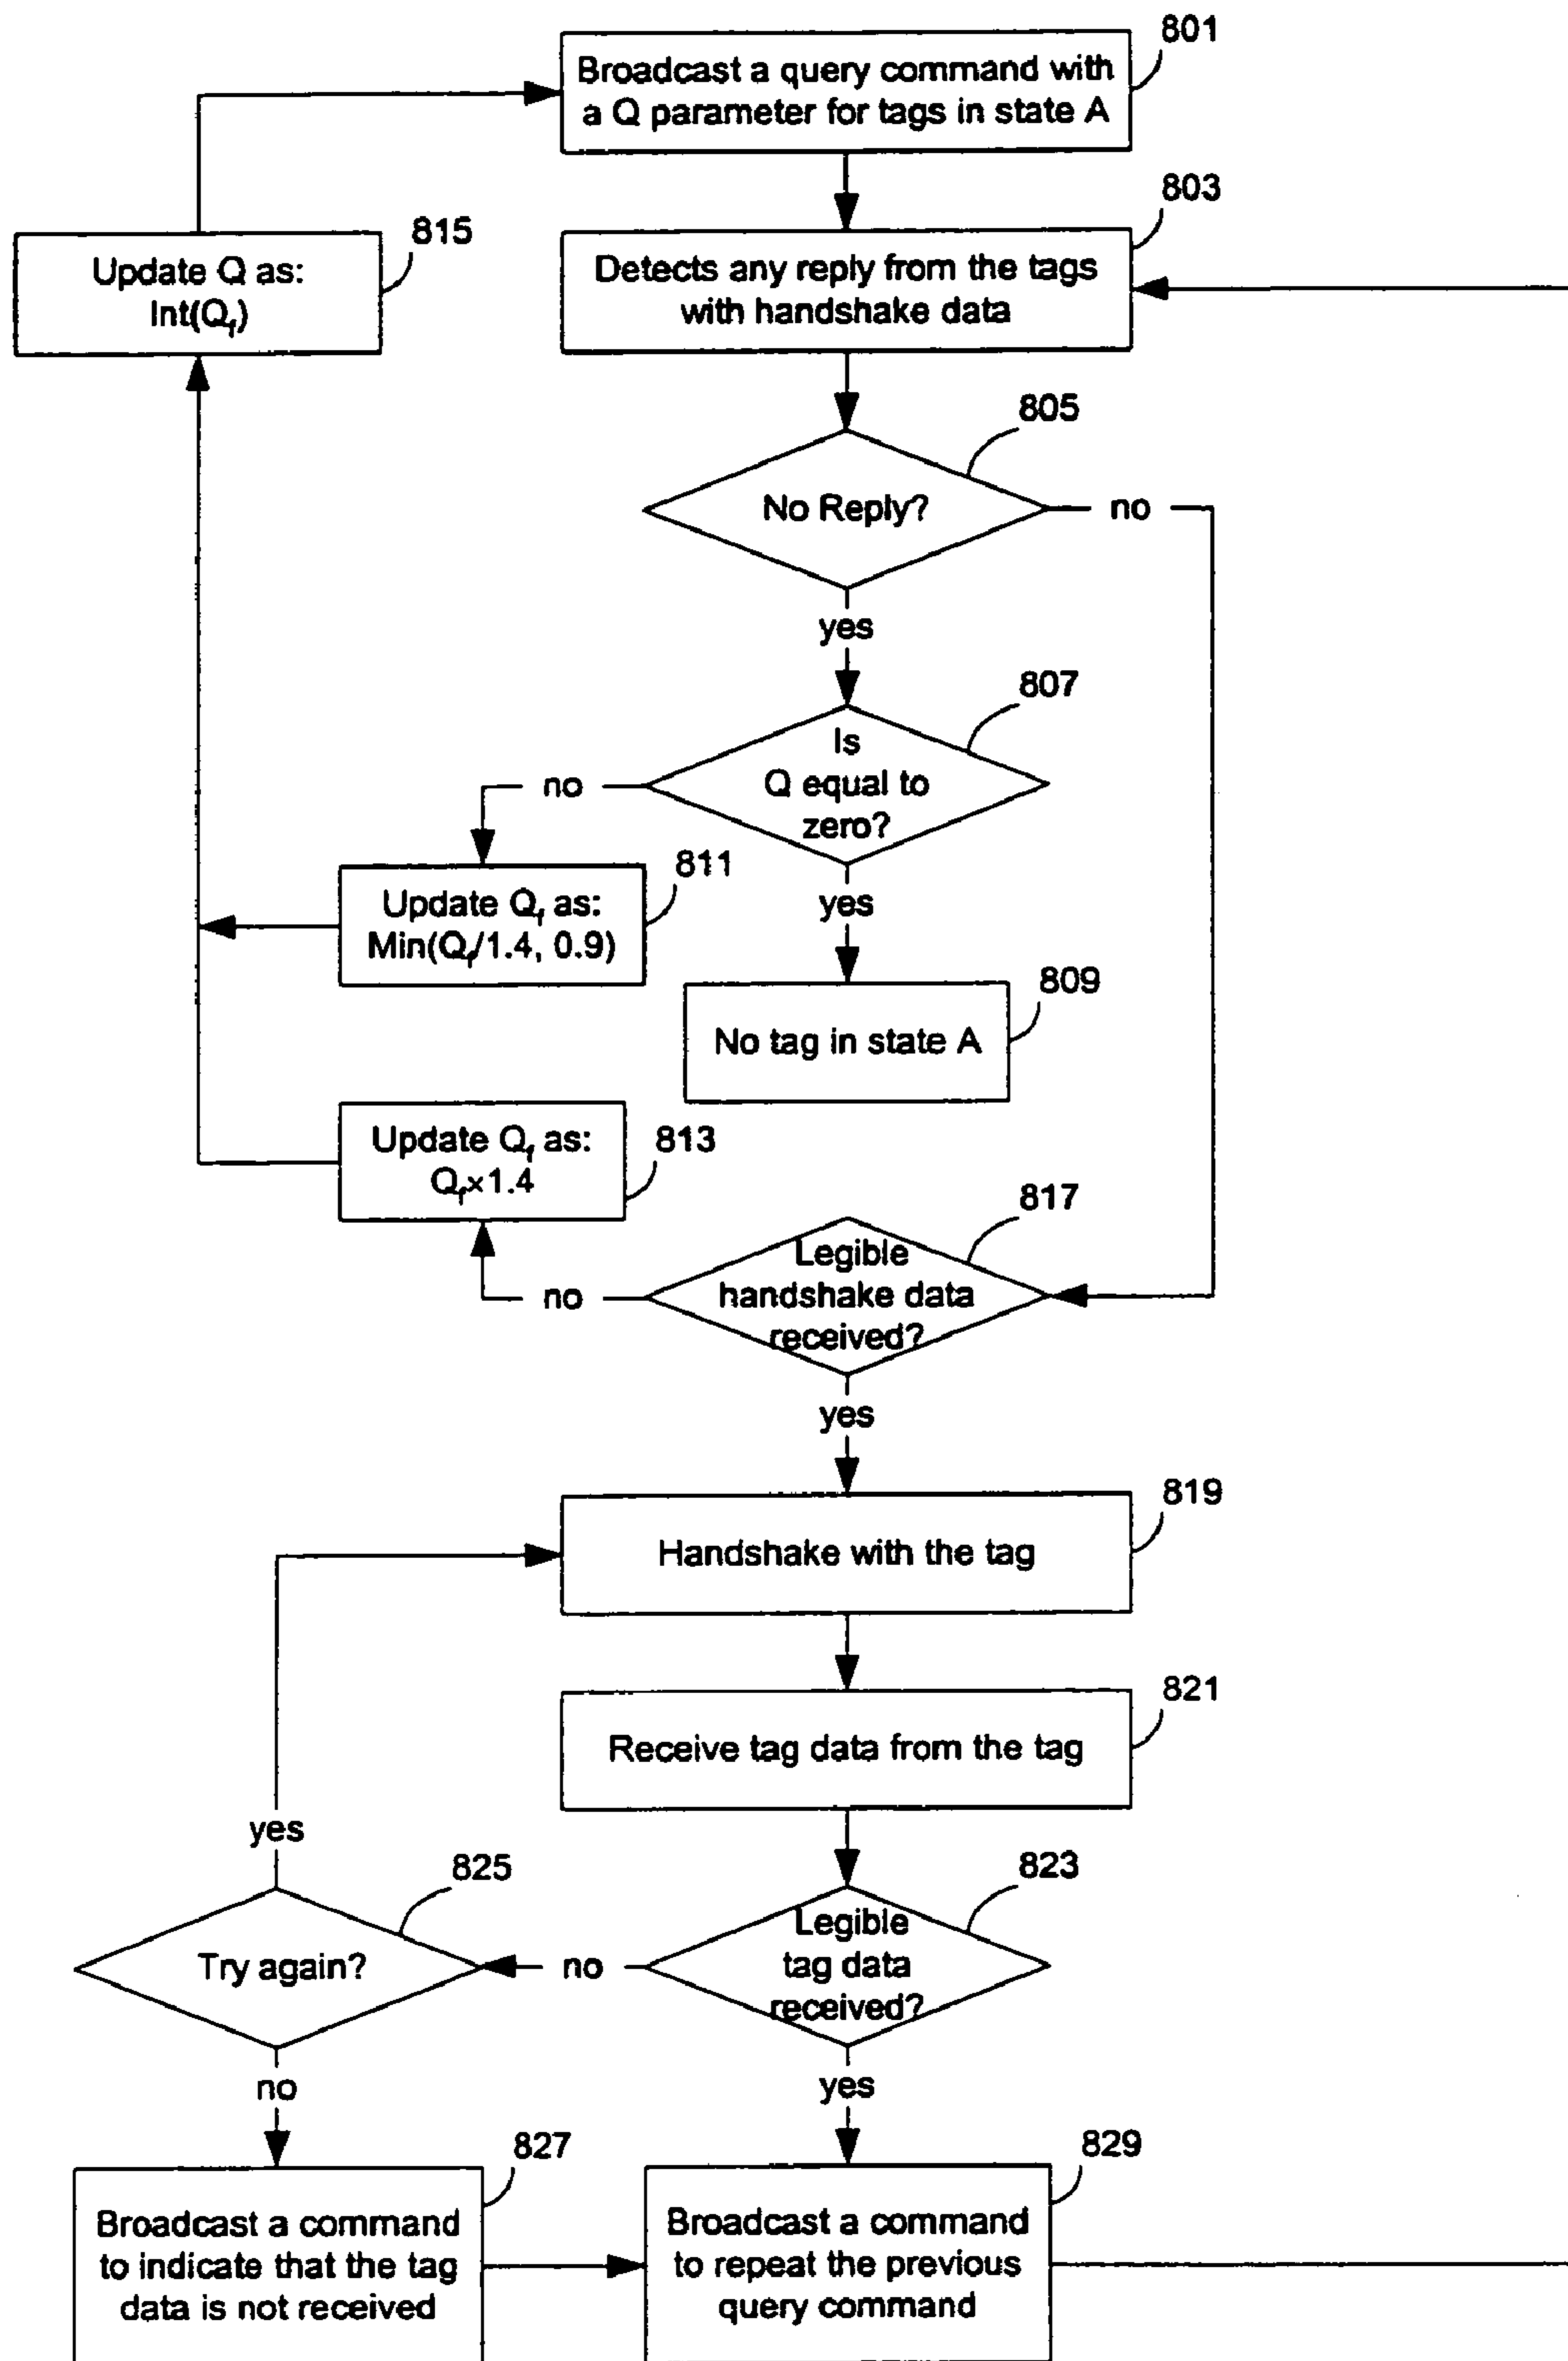 801
Broadcast a query command with
a Q parameter for tags in state A
803
Detects any reply from the tags
with handshake data
815
Update Q as:
Int(Qf)
805
No Reply?
no
yes
807
Is
Q equal to
zero?
no
yes
811
Update Qf as:
Min(Qf/1.4, 0.9)
809
No tag in state A
813
Update Qf as:
Qf×1.4
817
Legible
handshake data
received?
no
yes
819
Handshake with the tag
821
Receive tag data from the tag
yes
825
Try again?
823
Legible
tag data
received?
no
no
yes
827
Broadcast a command
to indicate that the tag
data is not received
829
Broadcast a command
to repeat the previous
query command